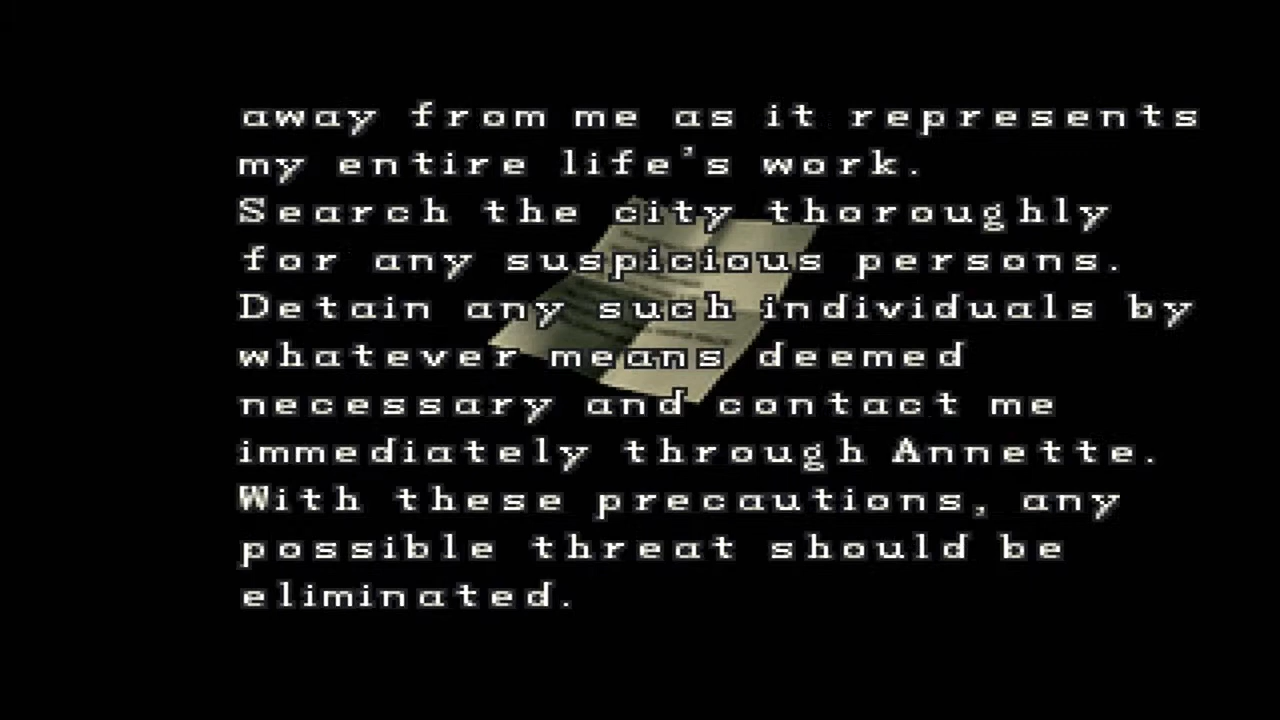 away from me as it represents
my entire life's work.
Search the city thoroughly
for any suspicious persons.
Detain any such individuals by
whatever means deemed
necessary and contact me
immediately through Annette.
With these precautions, any
possible threat should be
eliminated.